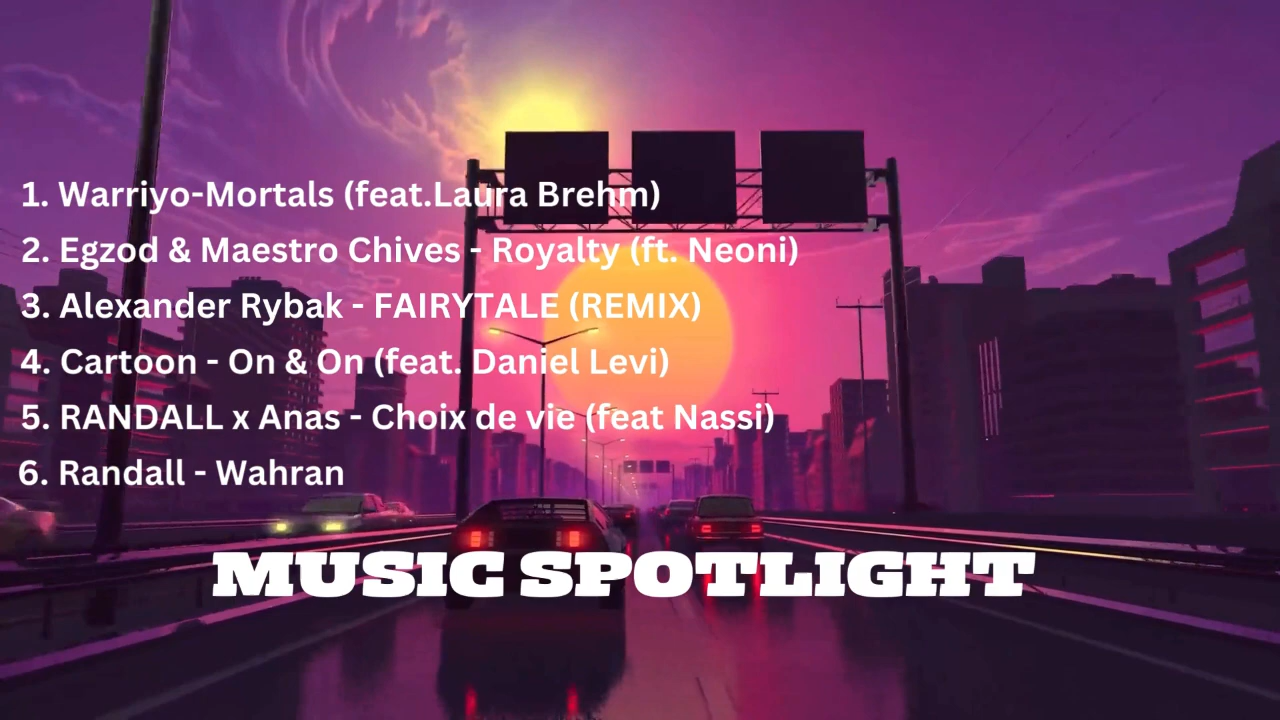 1. Warriyo-Mortals (feat.Laura Brehm)
2. Egzod & Maestro Chives - Royalty (ft. Neoni)
3. Alexander Rybak - FAIRYTALE (REMIX)
4. Cartoon - On & On (feat. Daniel Levi)
5. RANDALL x Anas - Choix de vie (feat Nassi)
6. Randall - Wahran
MUSIC SPOTLIGHT